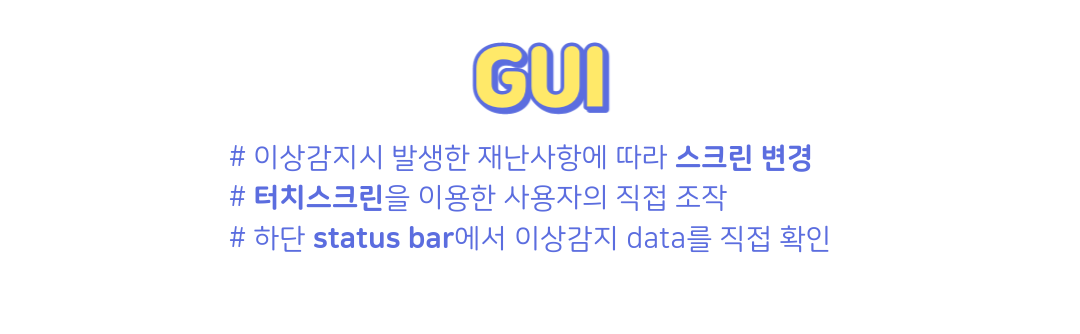 GUI
# 이상감지시 발생한 재난사항에 따라 스크린 변경
# 터치스크린을 이용한 사용자의 직접 조작
# 하단 status bar에서 이상감지 data를 직접 확인